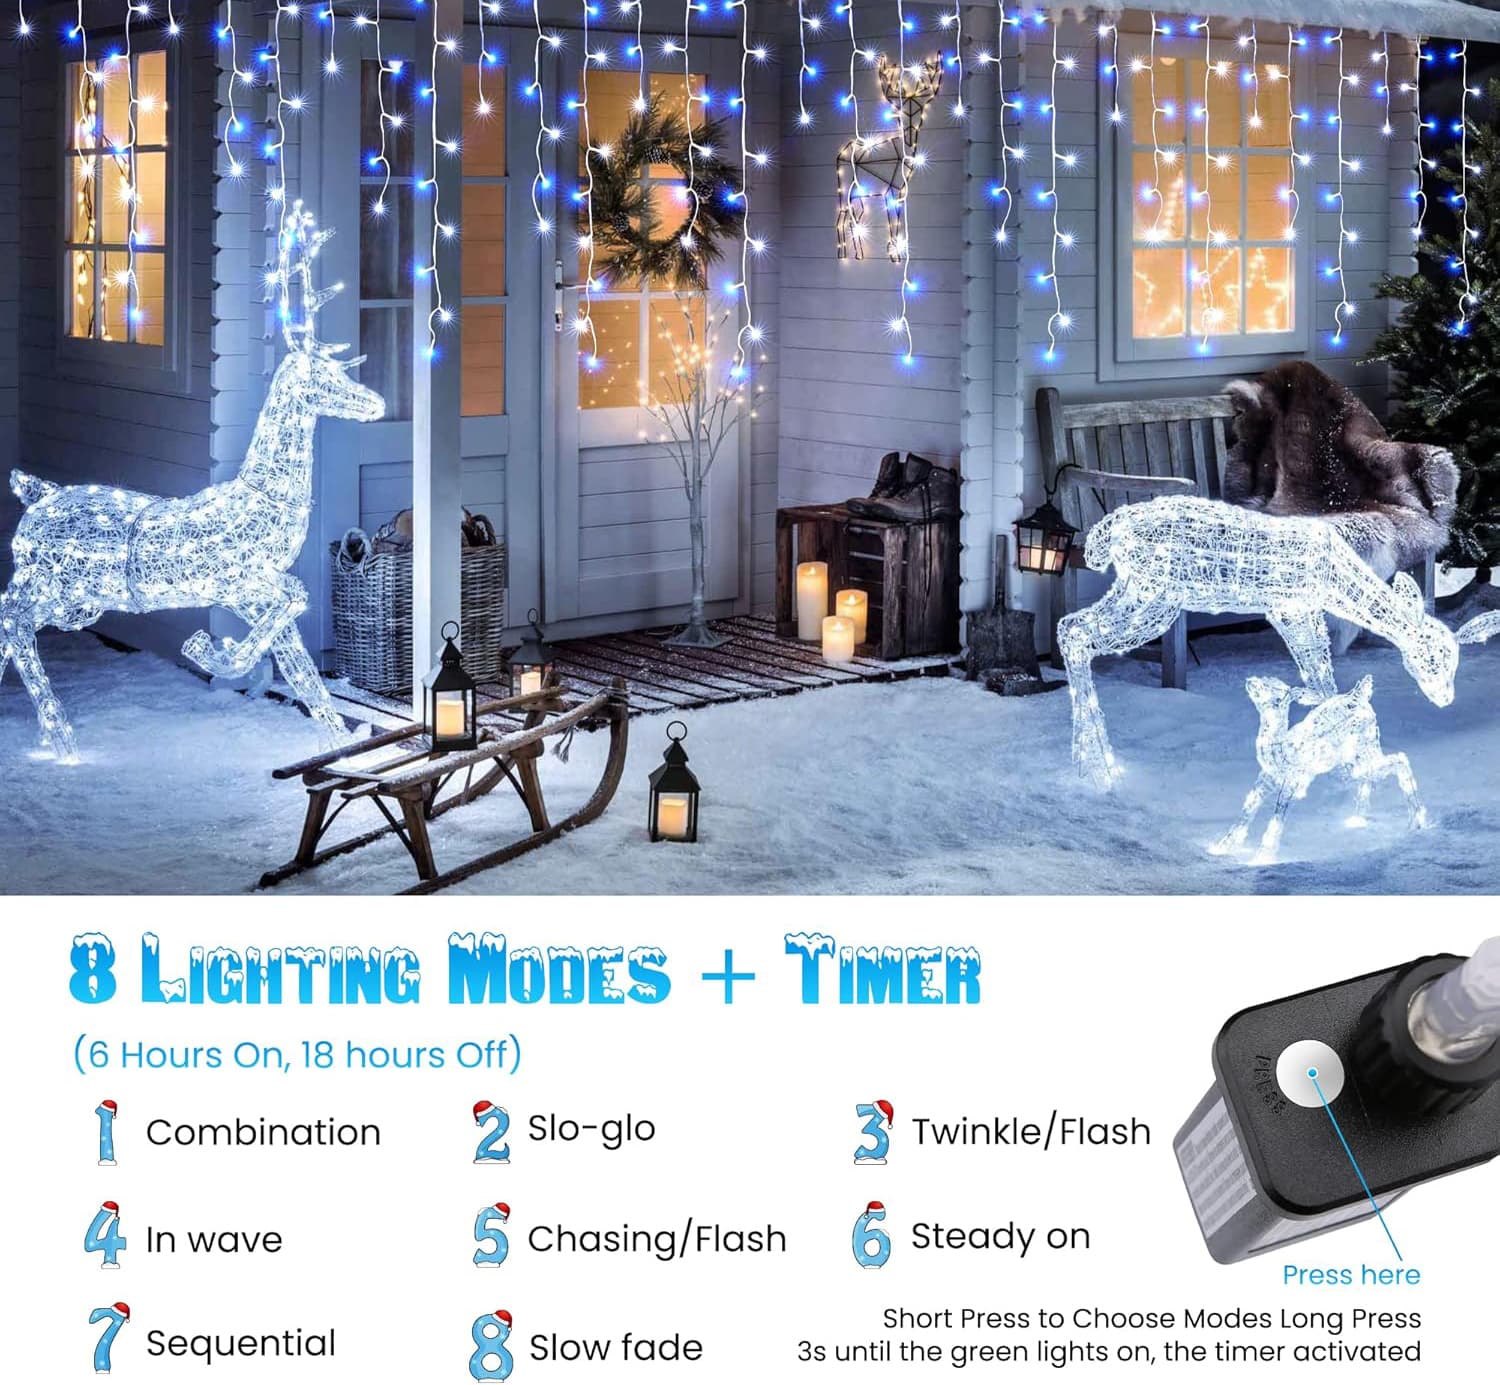 8 Lighting Modes + Timer
(6 Hours On, 18 hours Off)
1 Combination
2 Slo-glo
3 Twinkle/Flash
4 In wave
5 Chasing/Flash
6 Steady on
7 Sequential
8 Slow fade
PRESS
Press here
Short Press to Choose Modes Long Press
3s until the green lights on, the timer activated